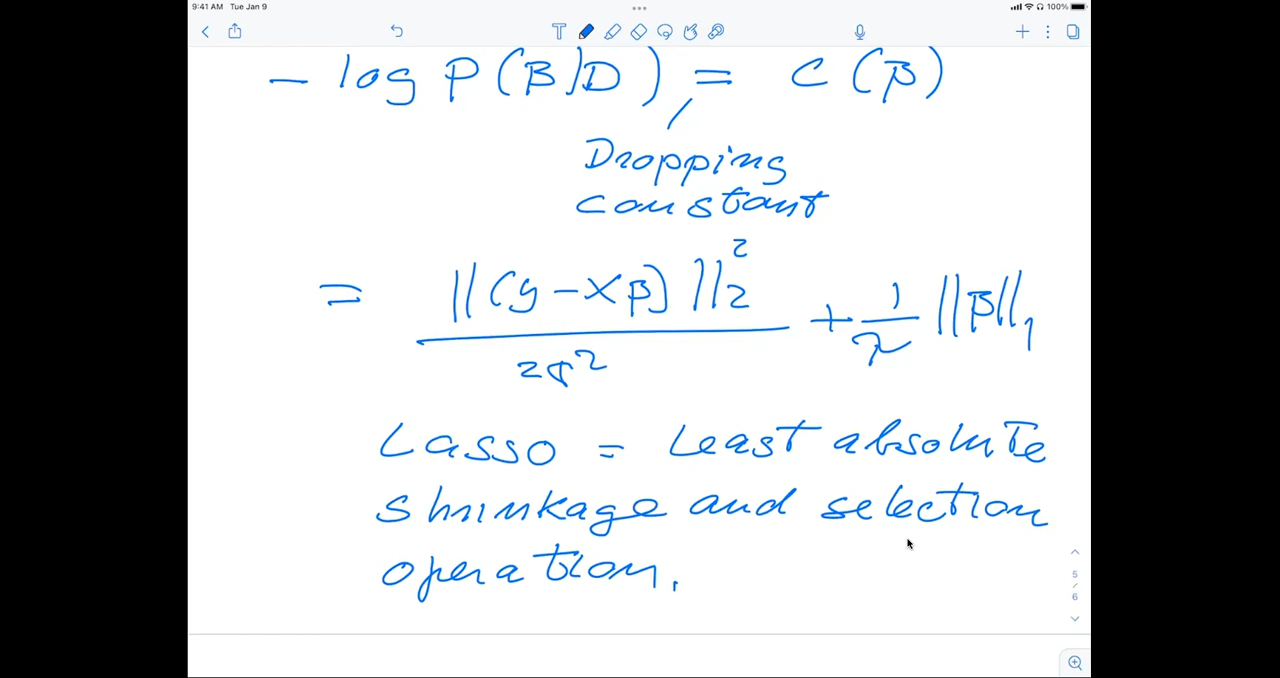 9:41 AM Tue Jan 9
100%
T
- log P(β|D) = C(β)
Dropping
constant
= ||(y - Xβ)||₂² / 2σ² + 1/τ ||β||₁
Lasso = Least absolute
shrinkage and selection
operation.
5
/
6